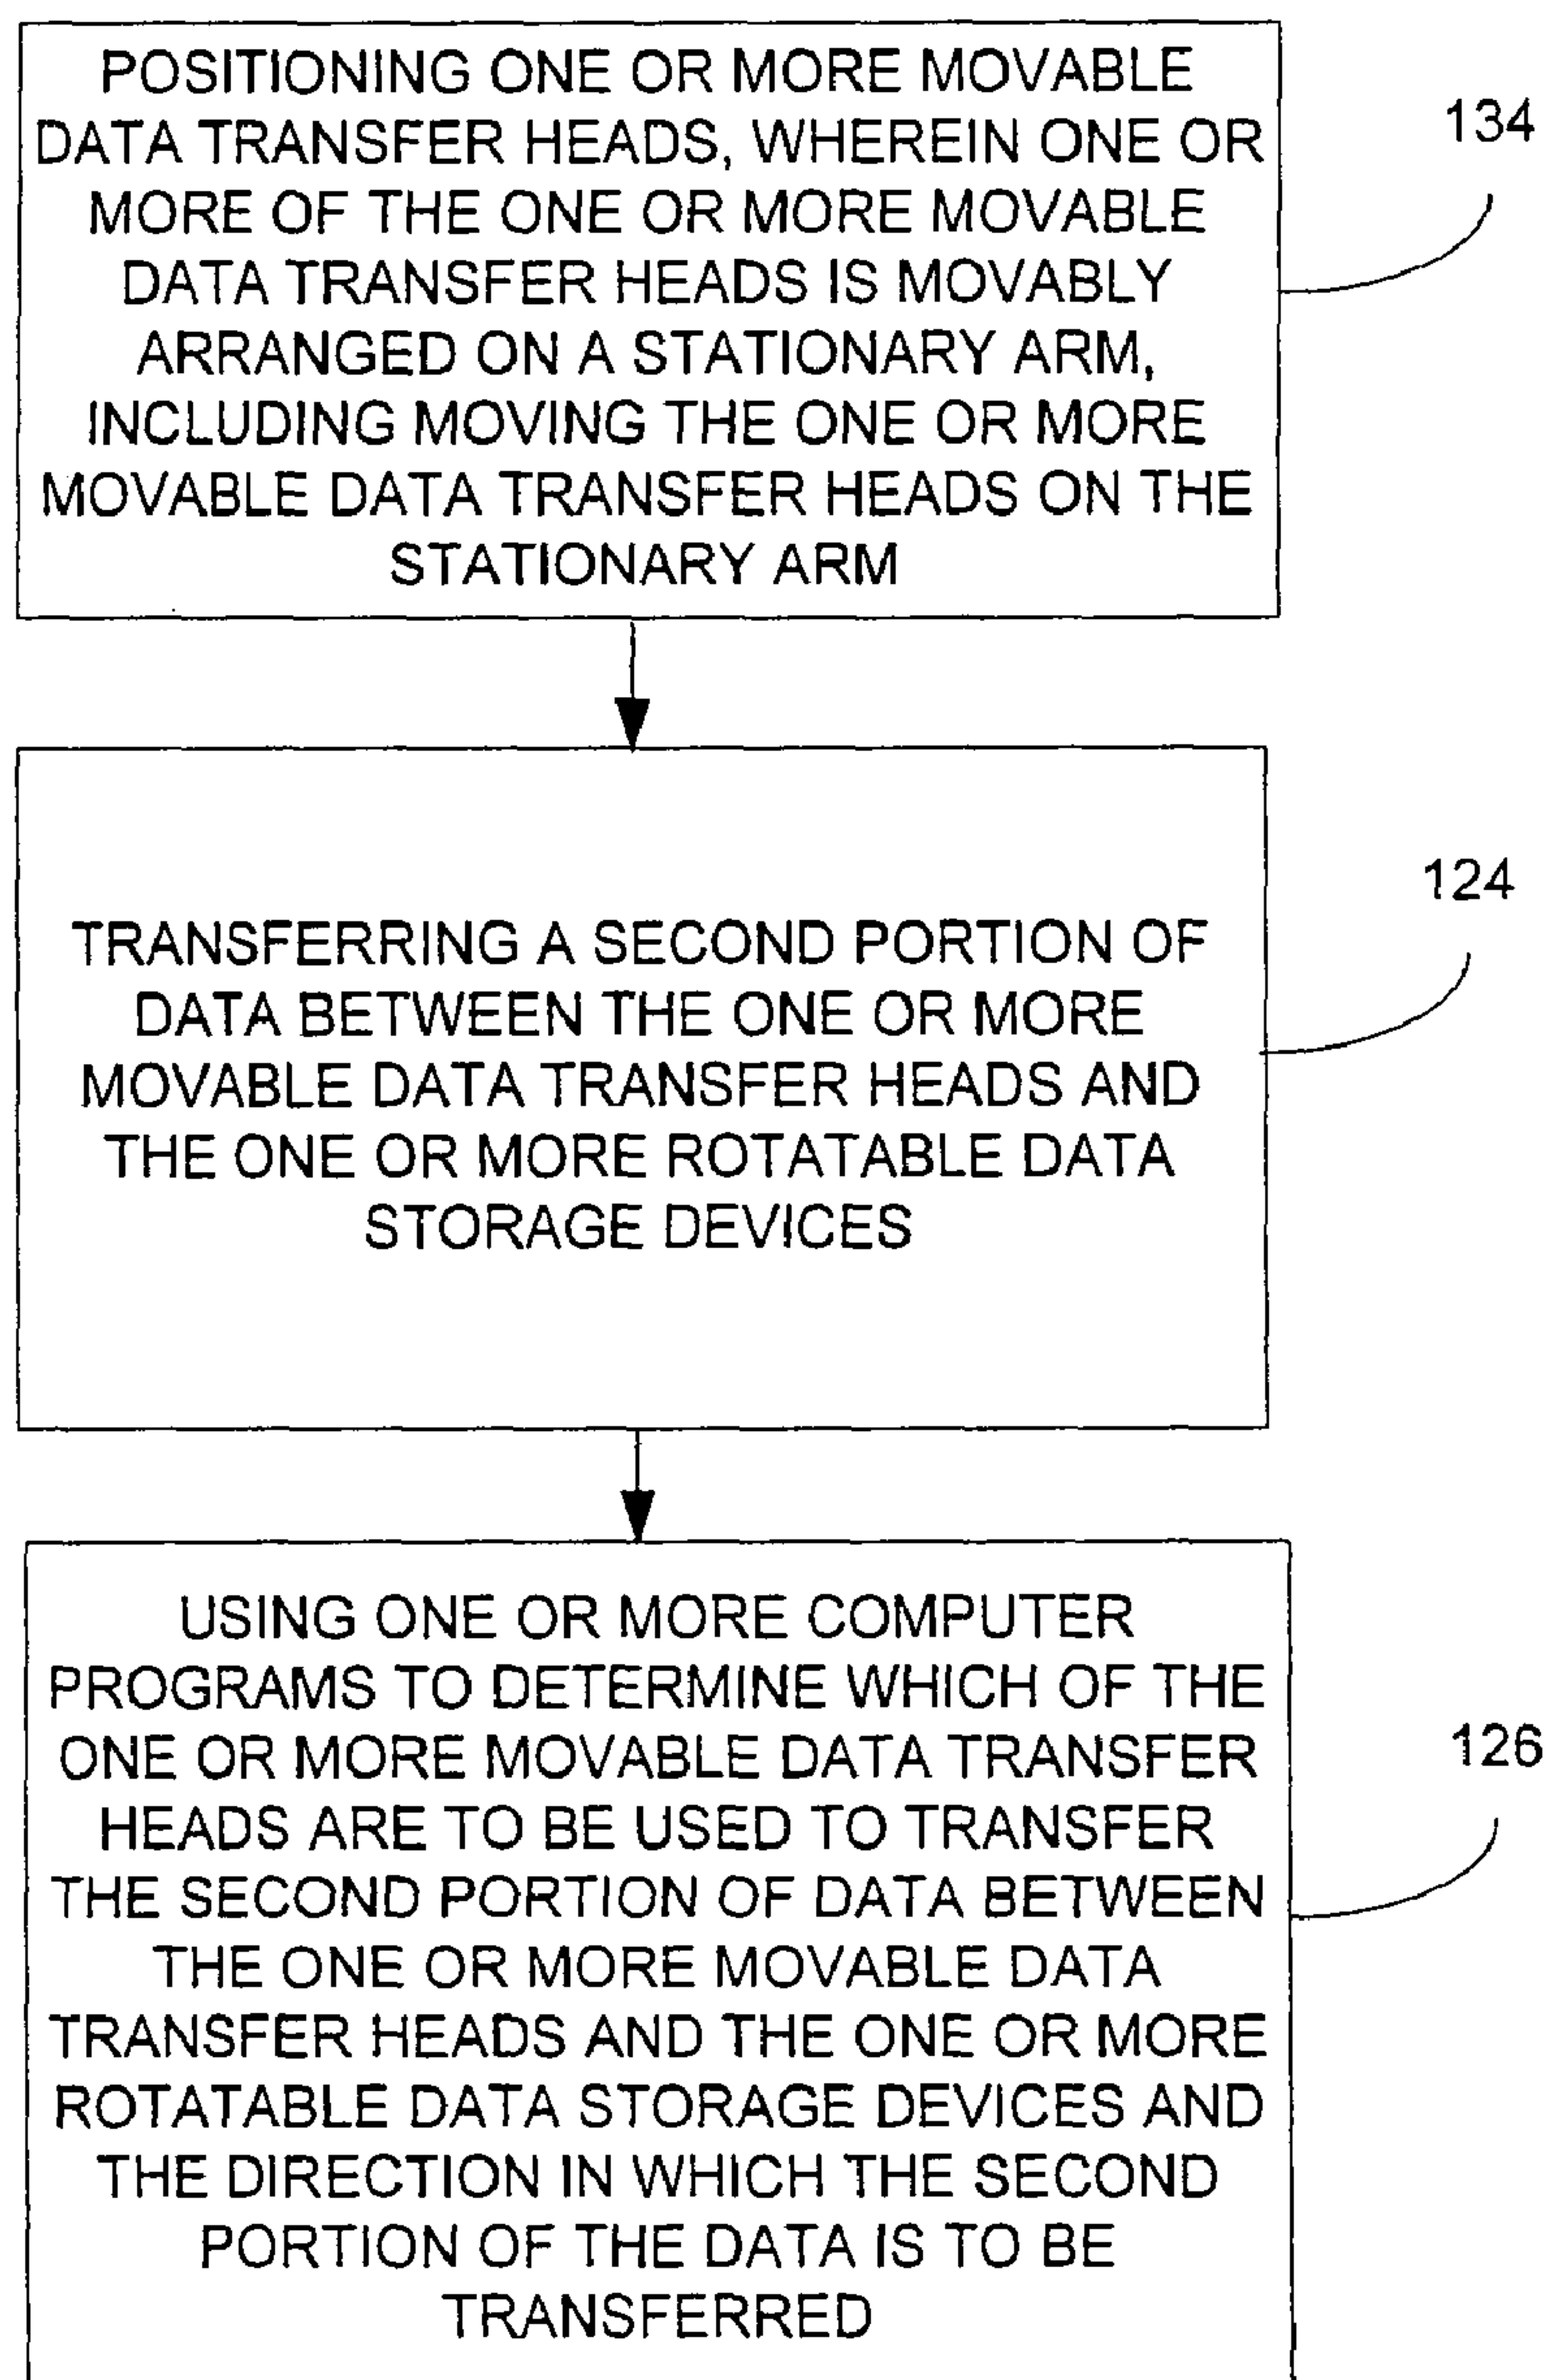 POSITIONING ONE OR MORE MOVABLE
DATA TRANSFER HEADS, WHEREIN ONE OR
MORE OF THE ONE OR MORE MOVABLE
DATA TRANSFER HEADS IS MOVABLY
ARRANGED ON A STATIONARY ARM,
INCLUDING MOVING THE ONE OR MORE
MOVABLE DATA TRANSFER HEADS ON THE
STATIONARY ARM
134
TRANSFERRING A SECOND PORTION OF
DATA BETWEEN THE ONE OR MORE
MOVABLE DATA TRANSFER HEADS AND
THE ONE OR MORE ROTATABLE DATA
STORAGE DEVICES
124
USING ONE OR MORE COMPUTER
PROGRAMS TO DETERMINE WHICH OF THE
ONE OR MORE MOVABLE DATA TRANSFER
HEADS ARE TO BE USED TO TRANSFER
THE SECOND PORTION OF DATA BETWEEN
THE ONE OR MORE MOVABLE DATA
TRANSFER HEADS AND THE ONE OR MORE
ROTATABLE DATA STORAGE DEVICES AND
THE DIRECTION IN WHICH THE SECOND
PORTION OF THE DATA IS TO BE
TRANSFERRED
126